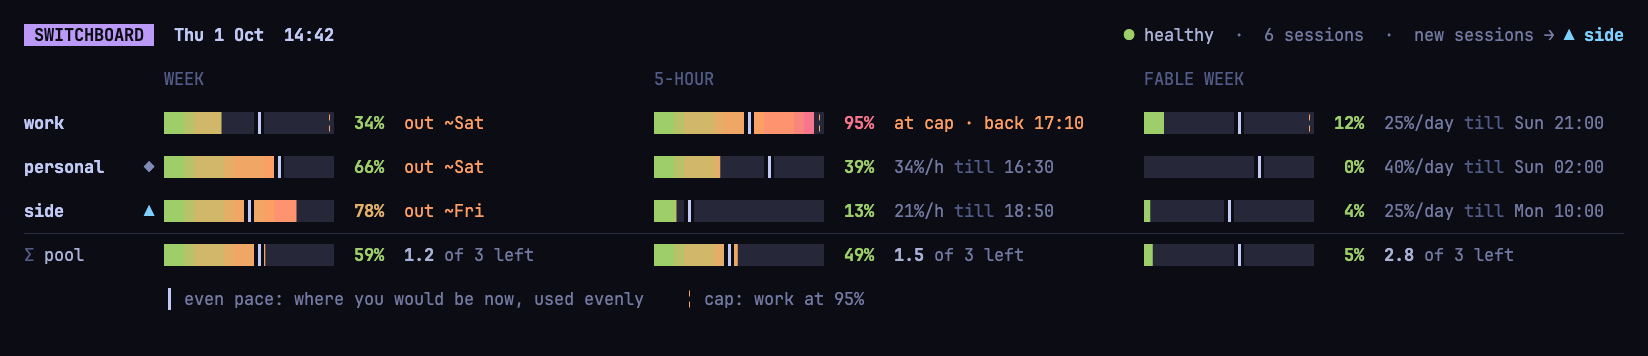 SWITCHBOARD Thu 1 Oct 14:42 ● healthy · 6 sessions · new sessions → ▲ side
WEEK 5-HOUR FABLE WEEK
work 34% out ~Sat 95% at cap · back 17:10 12% 25%/day till Sun 21:00
personal ◆ 66% out ~Sat 39% 34%/h till 16:30 0% 40%/day till Sun 02:00
side ▲ 78% out ~Fri 13% 21%/h till 18:50 4% 25%/day till Mon 10:00
Σ pool 59% 1.2 of 3 left 49% 1.5 of 3 left 5% 2.8 of 3 left
even pace: where you would be now, used evenly cap: work at 95%